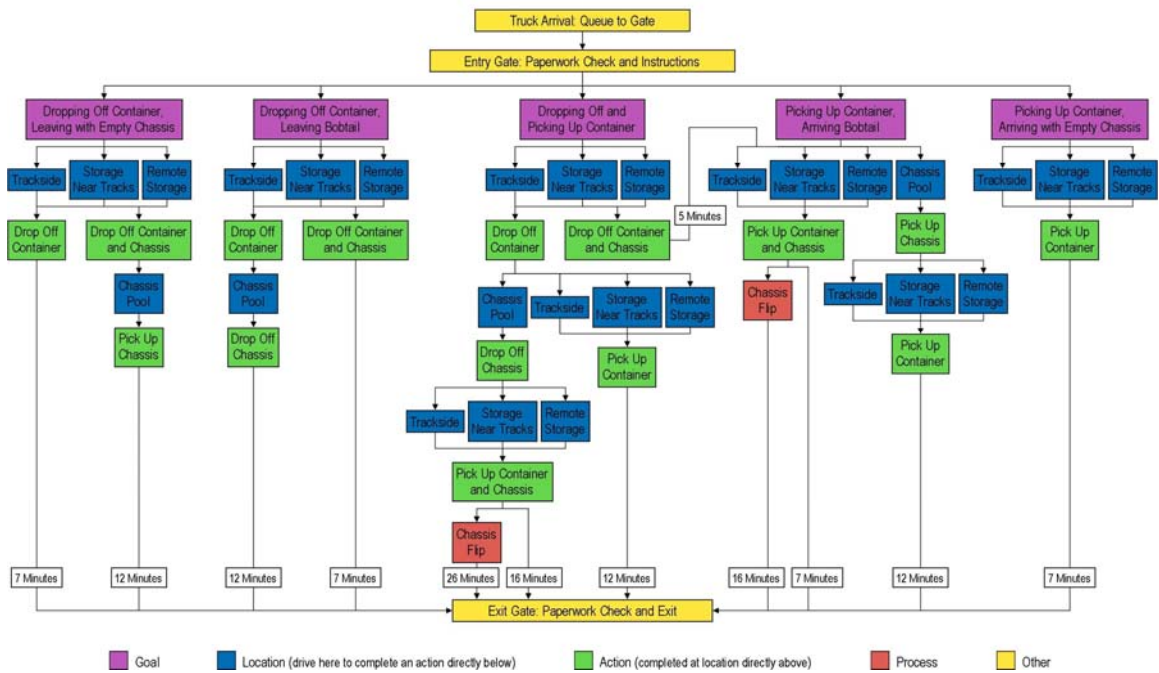 Truck Arrival: Queue to Gate
Entry Gate: Paperwork Check and Instructions
Dropping Off Container,
Leaving with Empty Chassis
Dropping Off Container,
Leaving Bobtail
Dropping Off and
Picking Up Container
Picking Up Container,
Arriving Bobtail
Picking Up Container,
Arriving with Empty Chassis
Trackside
Storage
Near Tracks
Remote
Storage
Trackside
Storage
Near Tracks
Remote
Storage
Trackside
Storage
Near Tracks
Remote
Storage
Trackside
Storage
Near Tracks
Remote
Storage
Chassis
Pool
Trackside
Storage
Near Tracks
Remote
Storage
5 Minutes
Drop Off
Container
Drop Off Container
and Chassis
Drop Off
Container
Drop Off Container
and Chassis
Drop Off
Container
Drop Off Container
and Chassis
Pick Up Container
and Chassis
Pick Up
Chassis
Pick Up
Container
Chassis
Pool
Chassis
Pool
Chassis
Pool
Trackside
Storage
Near Tracks
Remote
Storage
Chassis
Flip
Trackside
Storage
Near Tracks
Remote
Storage
Pick Up
Chassis
Drop Off
Chassis
Drop Off
Chassis
Pick Up
Container
Pick Up
Container
Trackside
Storage
Near Tracks
Remote
Storage
Pick Up Container
and Chassis
Chassis
Flip
7 Minutes
12 Minutes
12 Minutes
7 Minutes
26 Minutes
16 Minutes
12 Minutes
16 Minutes
7 Minutes
12 Minutes
7 Minutes
Exit Gate: Paperwork Check and Exit
Goal
Location (drive here to complete an action directly below)
Action (completed at location directly above)
Process
Other